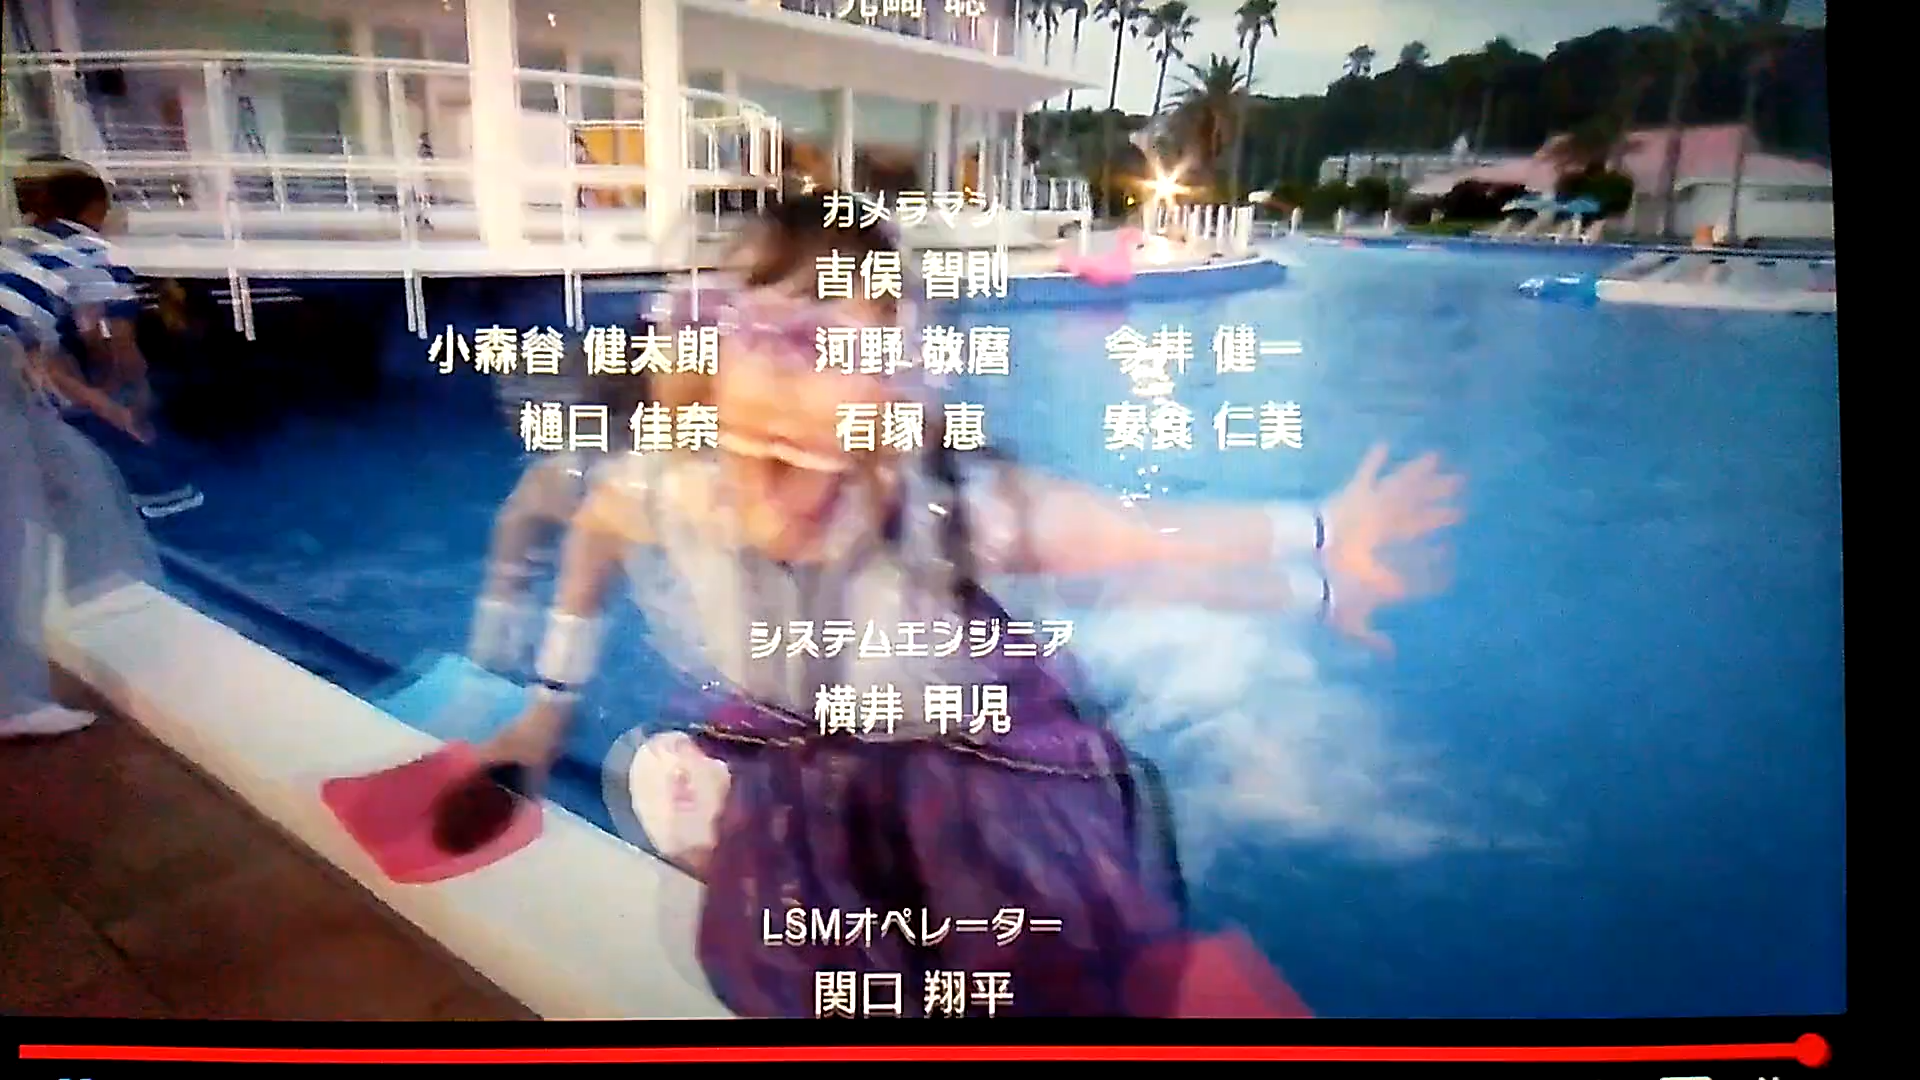 カメラマン
吉俣 智則
小森谷 健太朗 河野 敬麿 今井 健一
樋口 佳奈 石塚 恵 安食 仁美
システムエンジニア
横井 甲児
LSMオペレーター
関口 翔平